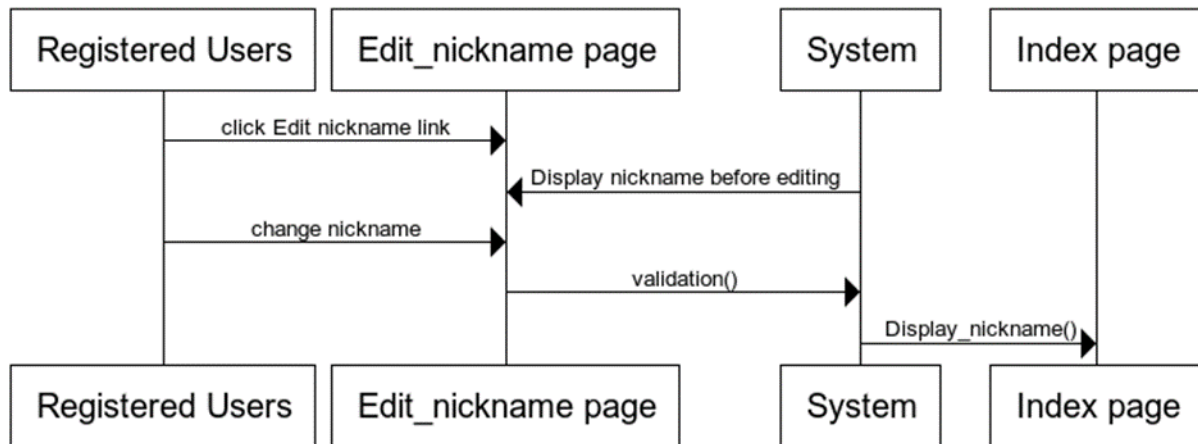 Registered Users
Edit_nickname page
System
Index page
click Edit nickname link
Display nickname before editing
change nickname
validation()
Display_nickname()
Registered Users
Edit_nickname page
System
Index page